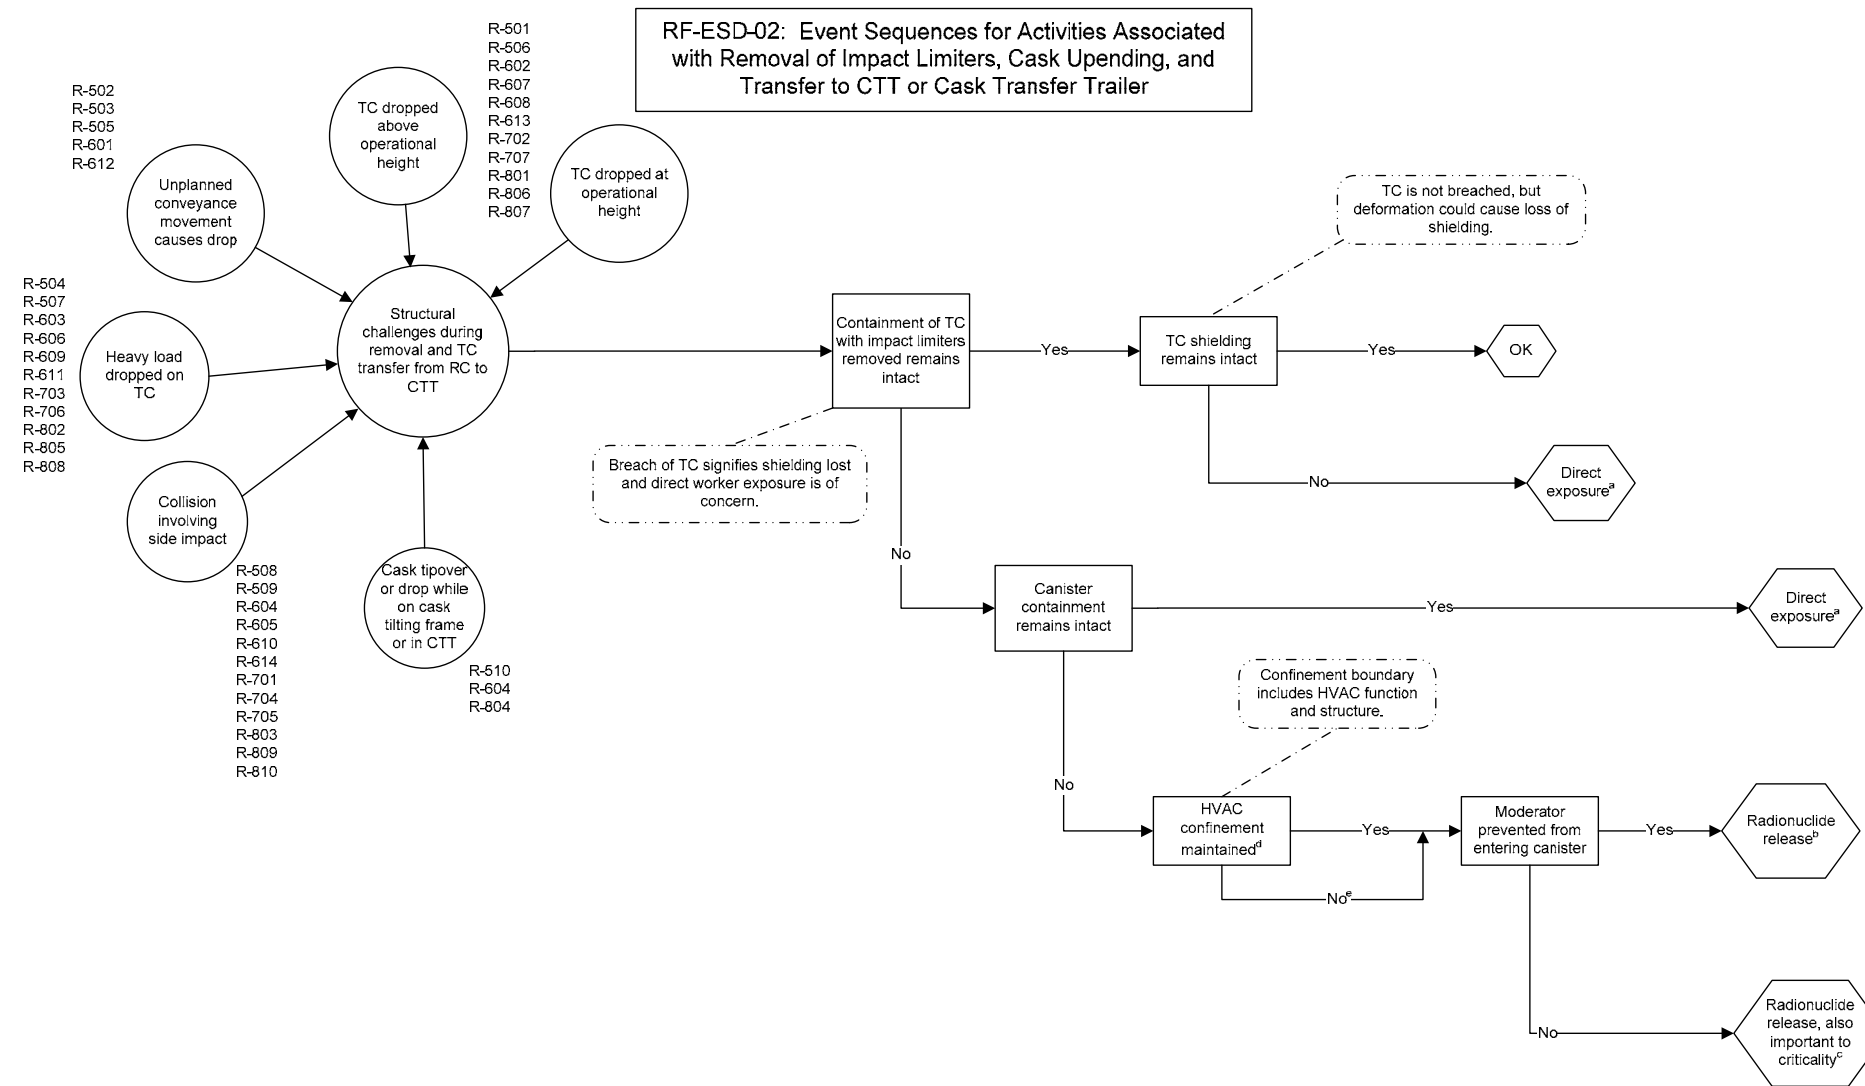 RF-ESD-02: Event Sequences for Activities Associated
with Removal of Impact Limiters, Cask Upending, and
Transfer to CTT or Cask Transfer Trailer
R-501
R-506
R-602
R-607
R-608
R-613
R-702
R-707
R-801
R-806
R-807
R-502
R-503
R-505
R-601
R-612
TC dropped
above
operational
height
TC dropped at
operational
height
Unplanned
conveyance
movement
causes drop
TC is not breached, but
deformation could cause loss of
shielding.
R-504
R-507
R-603
R-606
R-609
R-611
R-703
R-706
R-802
R-805
R-808
Heavy load
dropped on
TC
Structural
challenges during
removal and TC
transfer from RC to
CTT
Containment of TC
with impact limiters
removed remains
intact
Yes
TC shielding
remains intact
Yes
OK
Breach of TC signifies shielding lost
and direct worker exposure is of
concern.
No
Direct
exposureᵃ
Collision
involving
side impact
R-508
R-509
R-604
R-605
R-610
R-614
R-701
R-704
R-705
R-803
R-809
R-810
Cask tipover
or drop while
on cask
tilting frame
or in CTT
R-510
R-604
R-804
No
Canister
containment
remains intact
Yes
Direct
exposureᵃ
Confinement boundary
includes HVAC function
and structure.
No
HVAC
confinement
maintainedᵈ
Yes
Noᵉ
Moderator
prevented from
entering canister
Yes
Radionuclide
releaseᵇ
No
Radionuclide
release, also
important to
criticalityᶜ